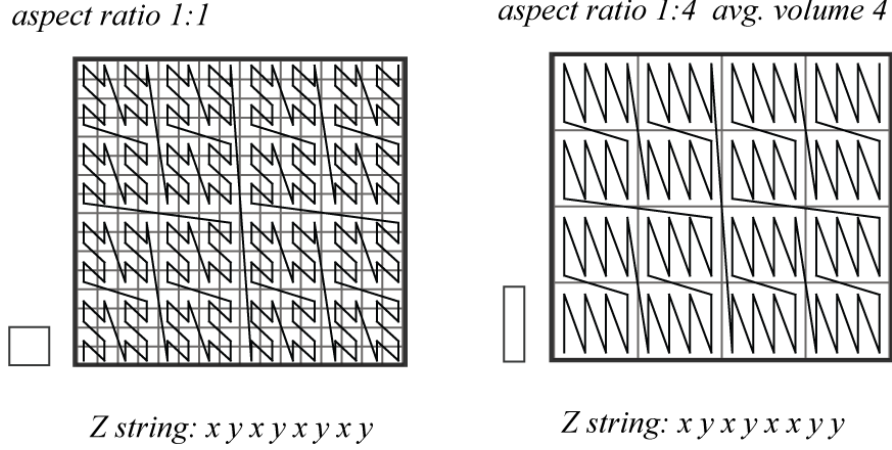 aspect ratio 1:1
aspect ratio 1:4 avg. volume 4
Z string: x y x y x y x y
Z string: x y x y x x y y